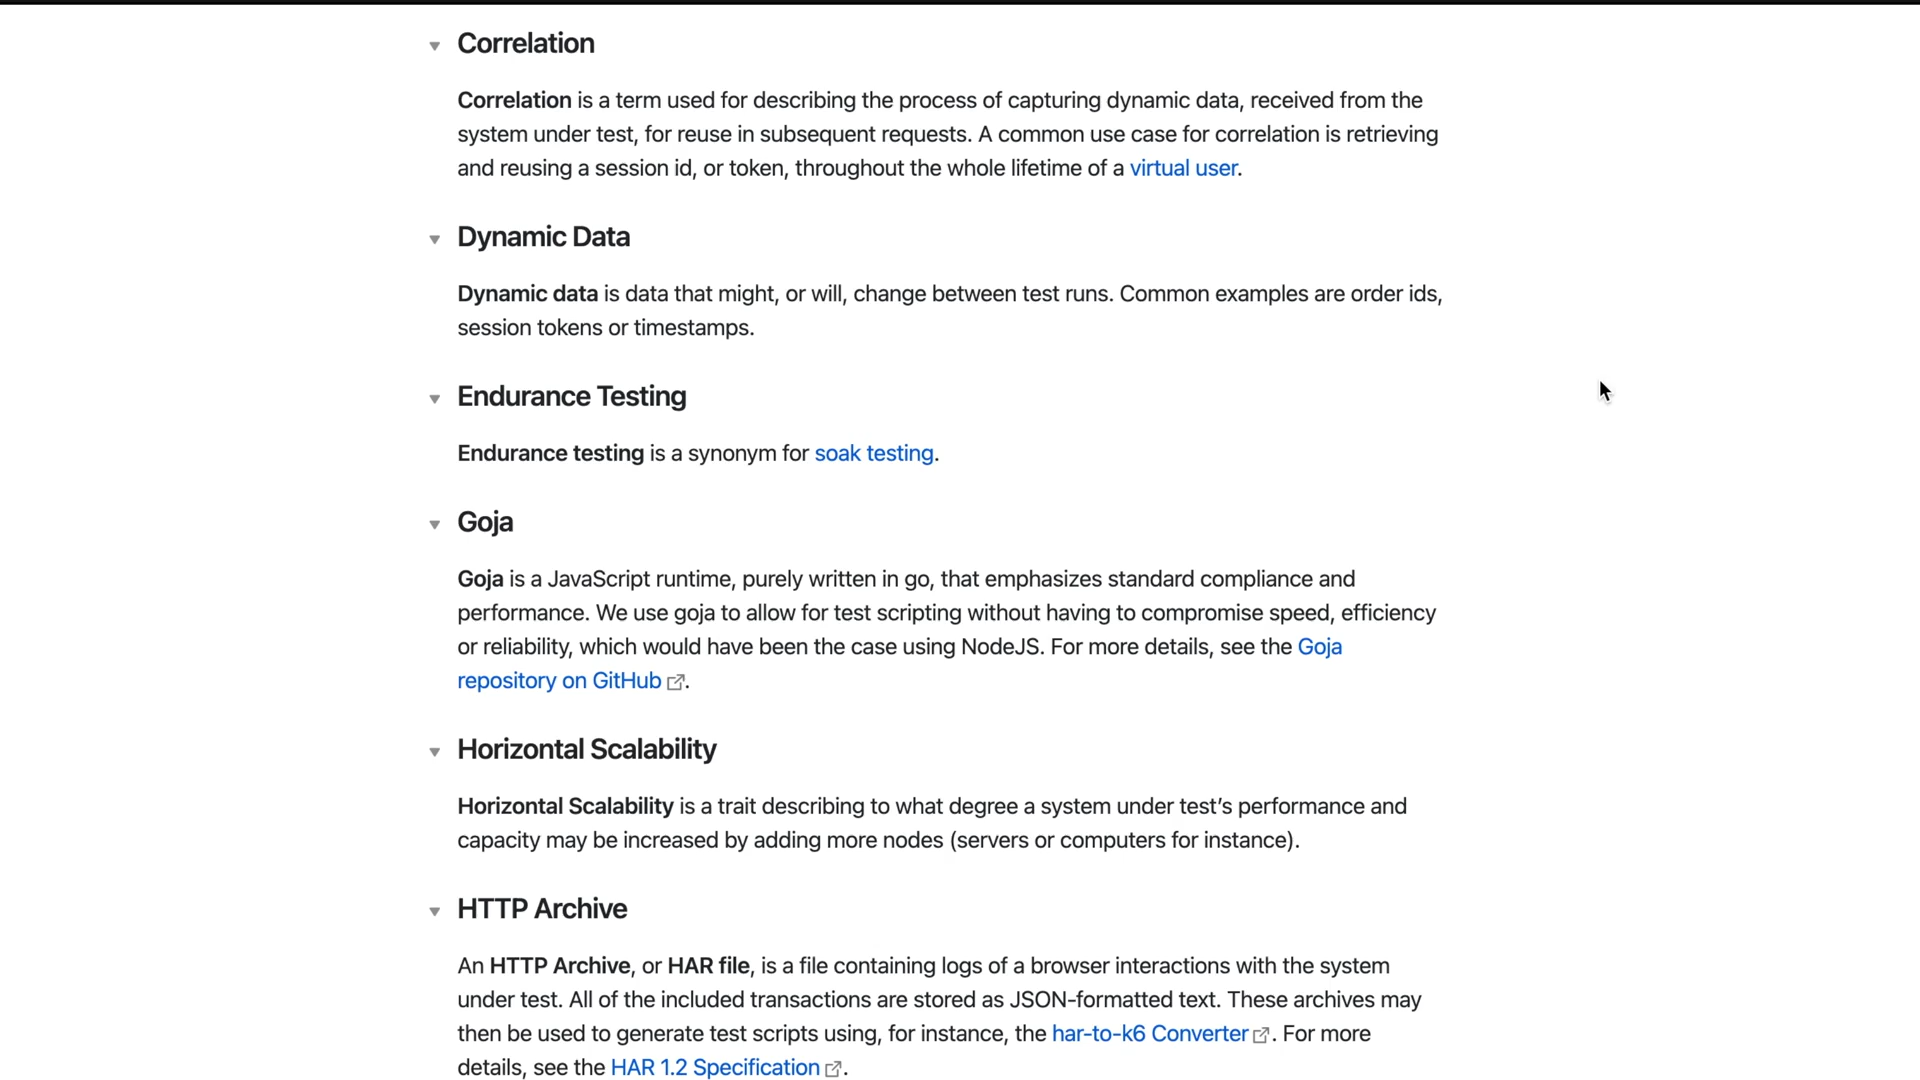 Correlation
Correlation is a term used for describing the process of capturing dynamic data, received from the
system under test, for reuse in subsequent requests. A common use case for correlation is retrieving
and reusing a session id, or token, throughout the whole lifetime of a virtual user.
Dynamic Data
Dynamic data is data that might, or will, change between test runs. Common examples are order ids,
session tokens or timestamps.
Endurance Testing
Endurance testing is a synonym for soak testing.
Goja
Goja is a JavaScript runtime, purely written in go, that emphasizes standard compliance and
performance. We use goja to allow for test scripting without having to compromise speed, efficiency
or reliability, which would have been the case using NodeJS. For more details, see the Goja
repository on GitHub.
Horizontal Scalability
Horizontal Scalability is a trait describing to what degree a system under test’s performance and
capacity may be increased by adding more nodes (servers or computers for instance).
HTTP Archive
An HTTP Archive, or HAR file, is a file containing logs of a browser interactions with the system
under test. All of the included transactions are stored as JSON-formatted text. These archives may
then be used to generate test scripts using, for instance, the har-to-k6 Converter. For more
details, see the HAR 1.2 Specification.